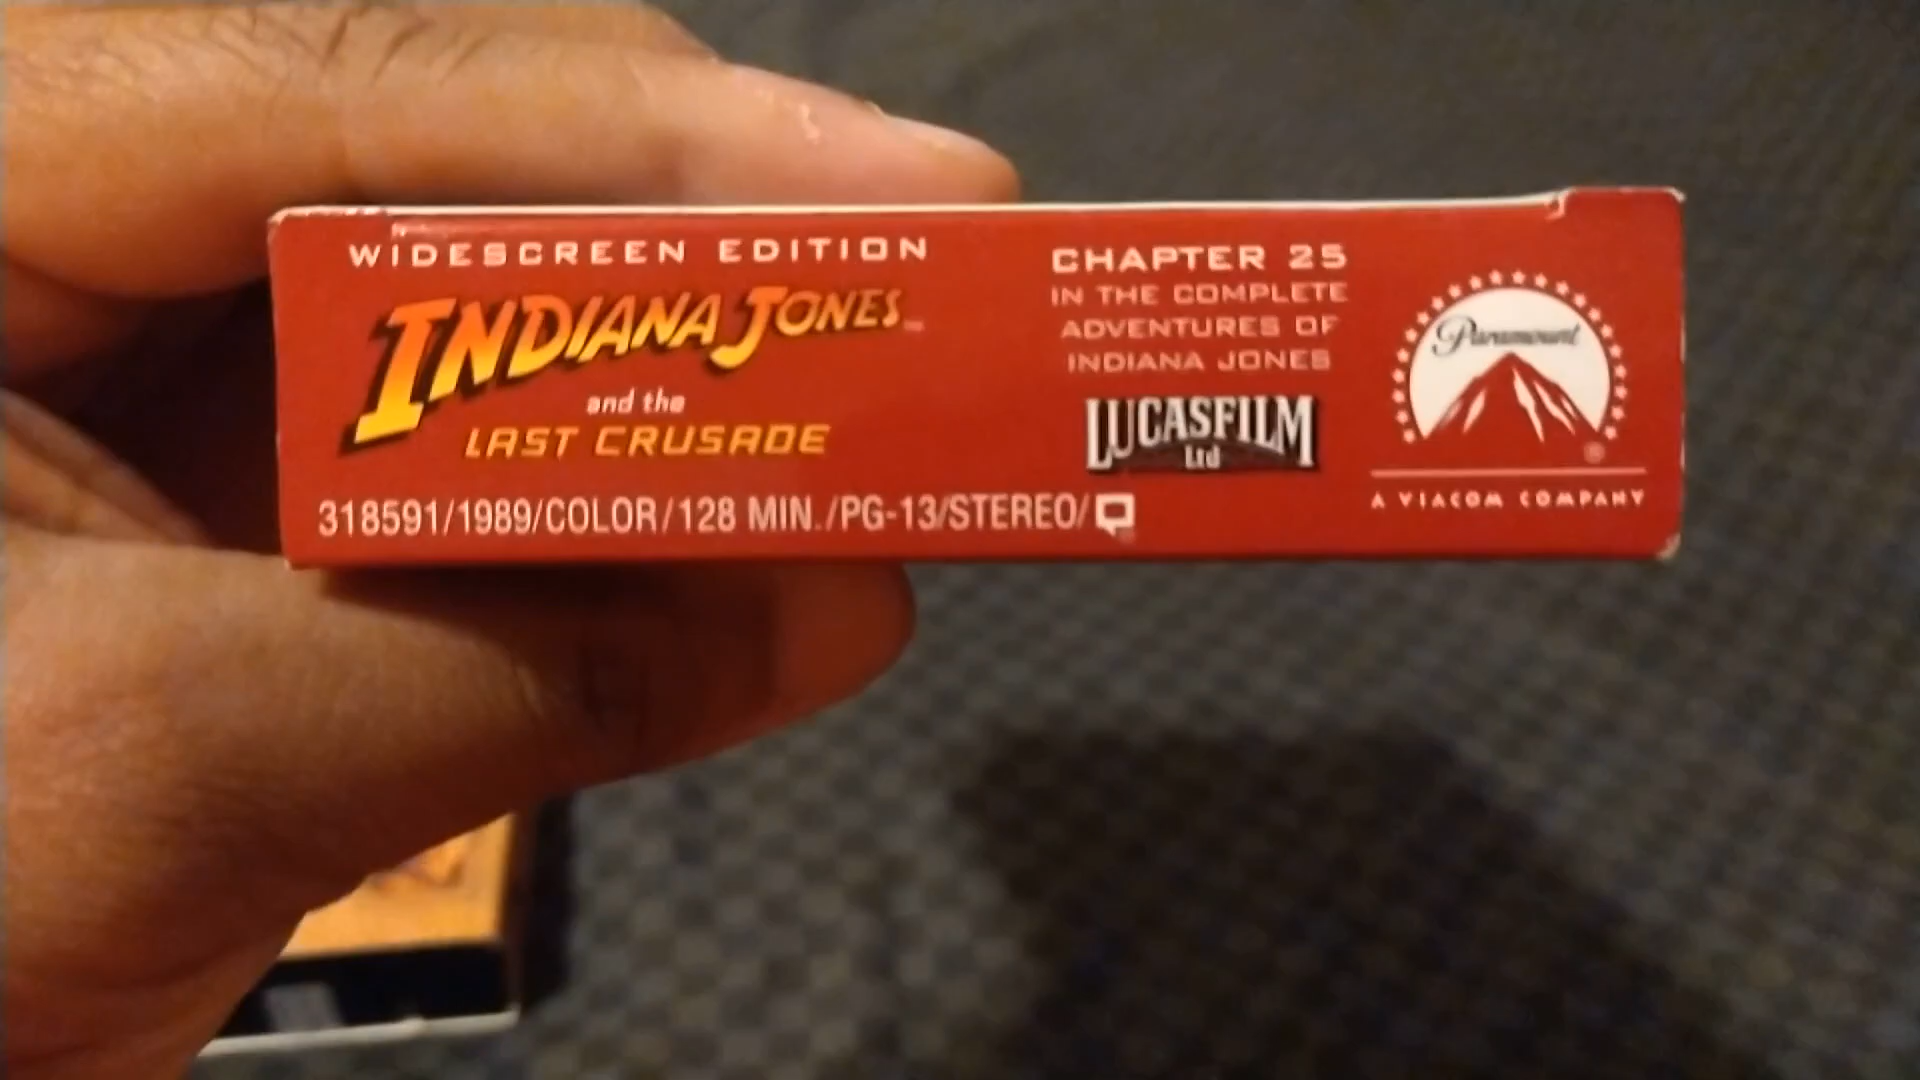 WIDESCREEN EDITION
INDIANA JONES
and the
LAST CRUSADE
318591/1989/COLOR/128 MIN./PG-13/STEREO/
CHAPTER 25
IN THE COMPLETE
ADVENTURES OF
INDIANA JONES
LUCASFILM
Ltd
Paramount
®
A VIACOM COMPANY